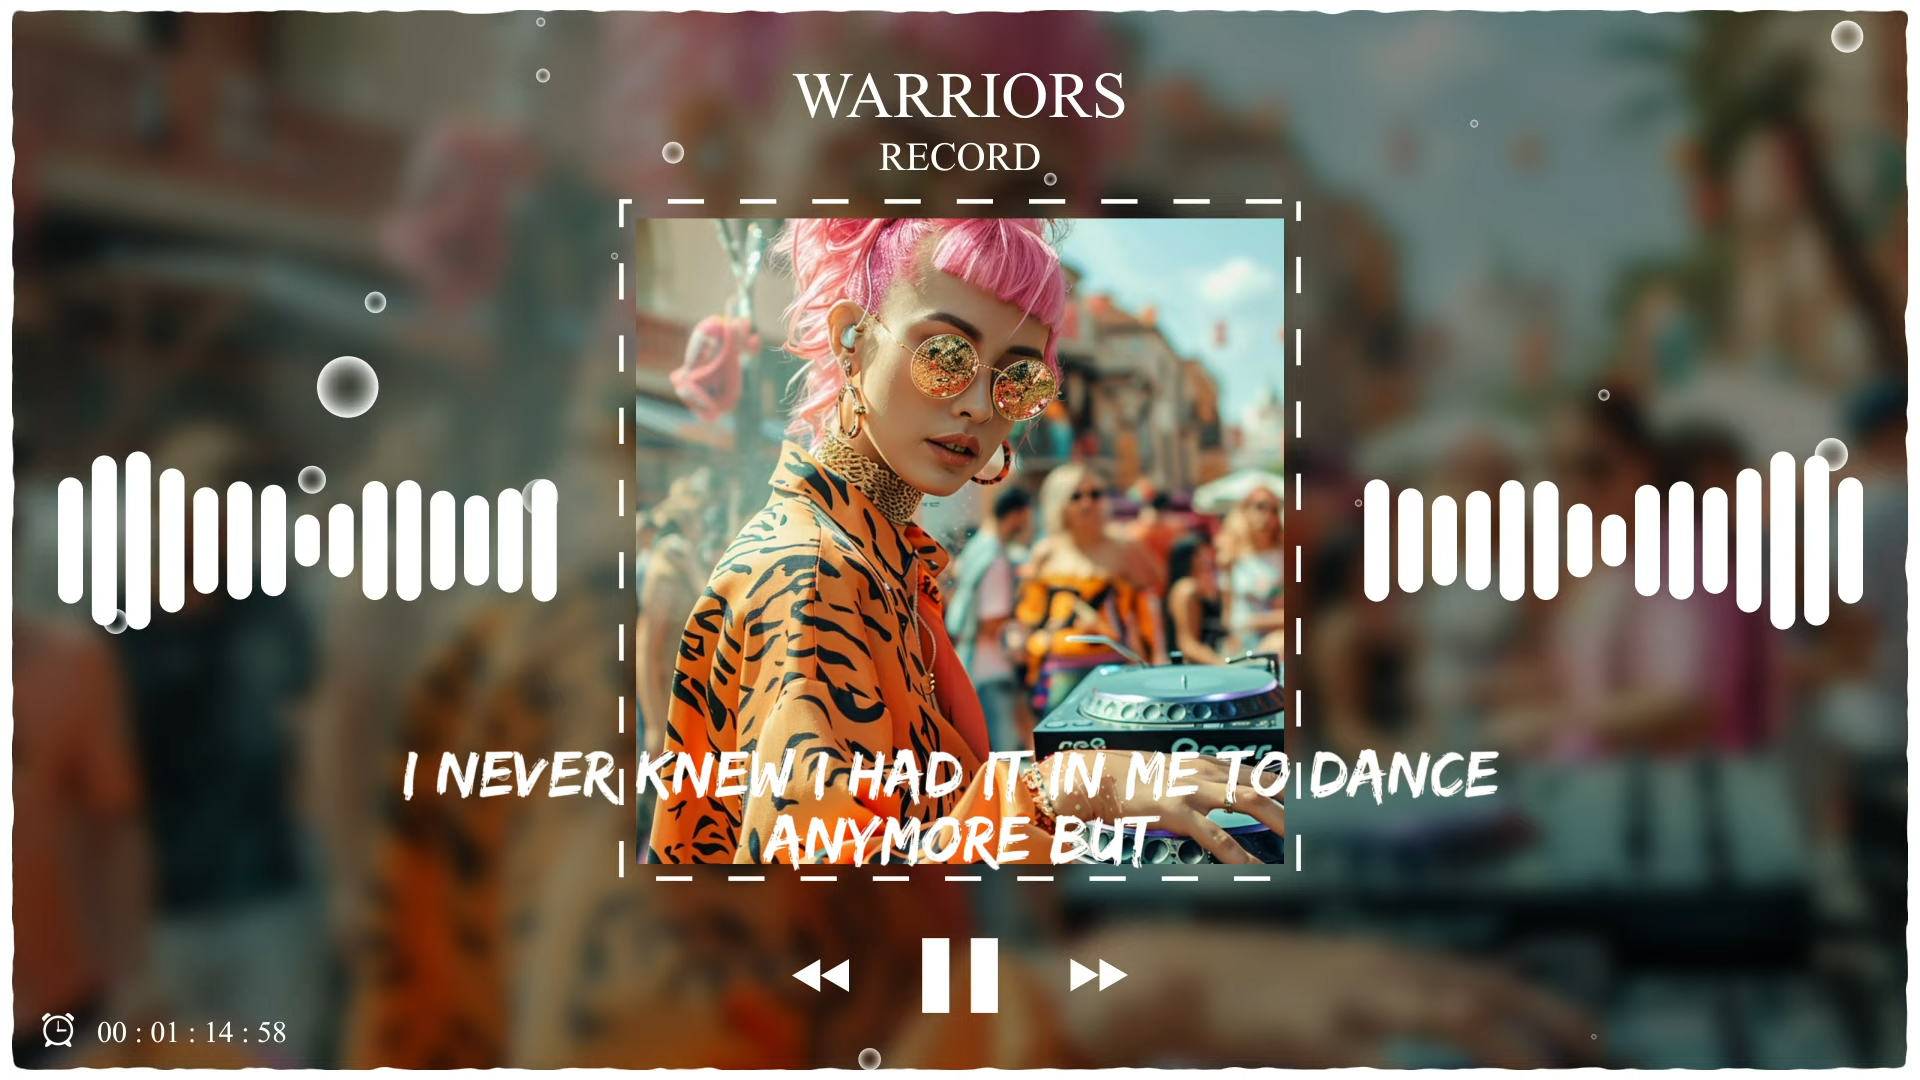 WARRIORS
RECORD
I NEVER KNEW I HAD IT IN ME TO DANCE
ANYMORE BUT
00 : 01 : 14 : 58